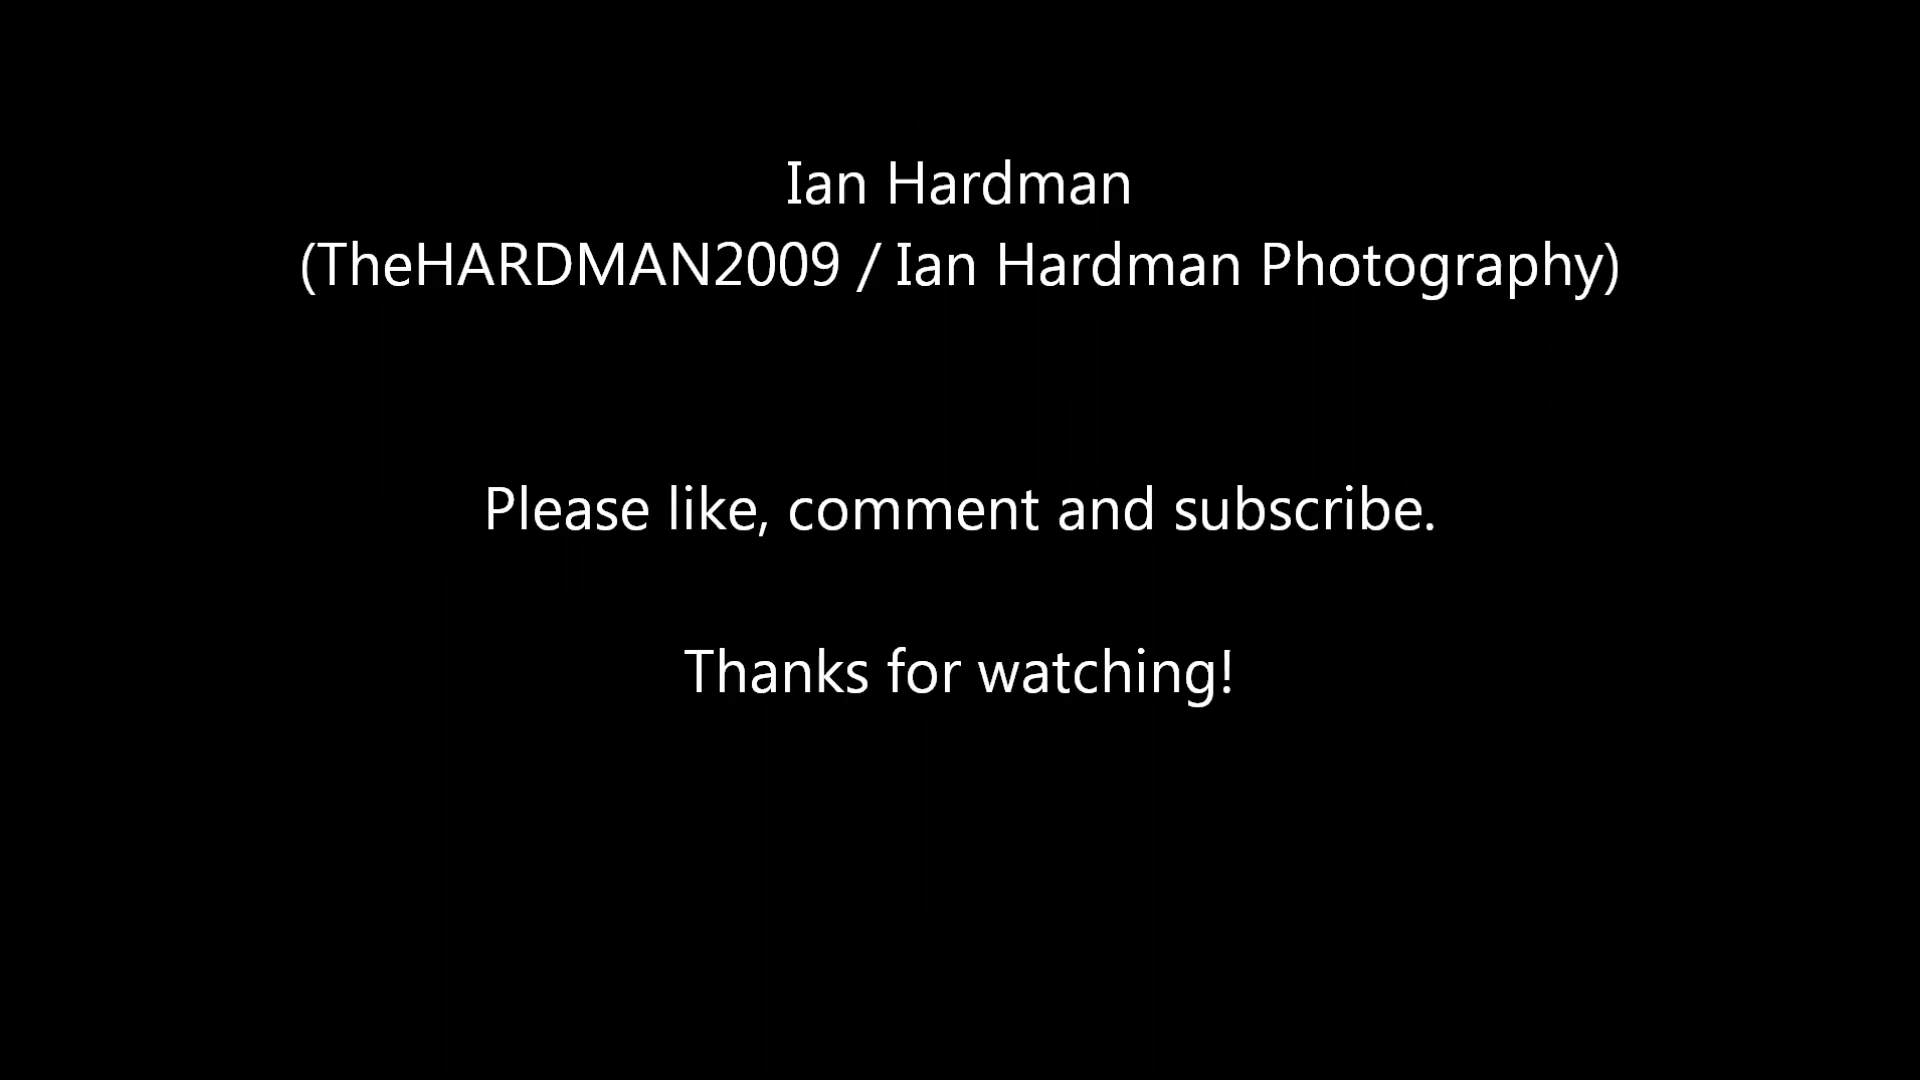 Ian Hardman
(TheHARDMAN2009 / Ian Hardman Photography)
Please like, comment and subscribe.
Thanks for watching!